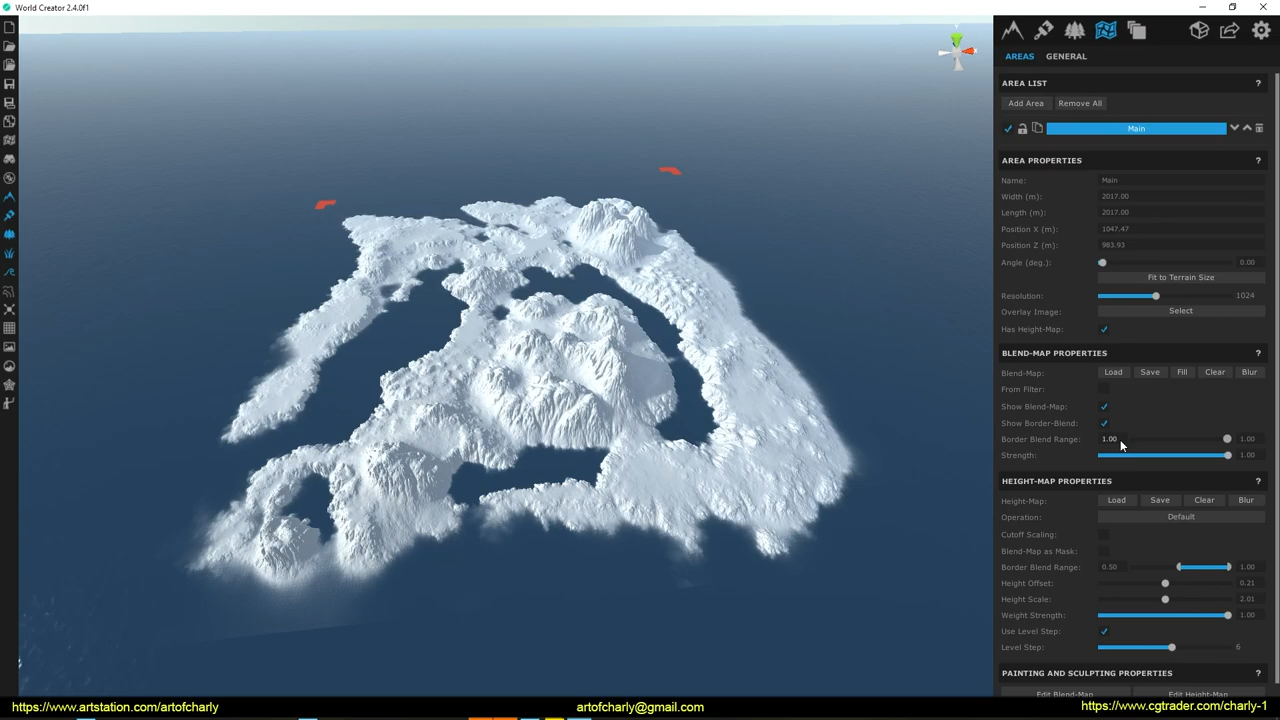 World Creator 2.4.0f1
AREAS GENERAL
AREA LIST ?
Add Area Remove All
Main
AREA PROPERTIES ?
Name: Main
Width (m): 2017.00
Length (m): 2017.00
Position X (m): 1047.47
Position Z (m): 983.93
Angle (deg.): 0.00
Fit to Terrain Size
Resolution: 1024
Overlay Image: Select
Has Height-Map:
BLEND-MAP PROPERTIES ?
Blend-Map: Load Save Fill Clear Blur
From Filter:
Show Blend-Map:
Show Border-Blend:
Border Blend Range: 1.00 1.00
Strength: 1.00
HEIGHT-MAP PROPERTIES ?
Height-Map: Load Save Clear Blur
Operation: Default
Cutoff Scaling:
Blend-Map as Mask:
Border Blend Range: 0.50 1.00
Height Offset: 0.21
Height Scale: 2.01
Weight Strength: 1.00
Use Level Step:
Level Step: 6
PAINTING AND SCULPTING PROPERTIES ?
Edit Blend-Map Edit Height-Map
https://www.artstation.com/artofcharly artofcharly@gmail.com https://www.cgtrader.com/charly-1